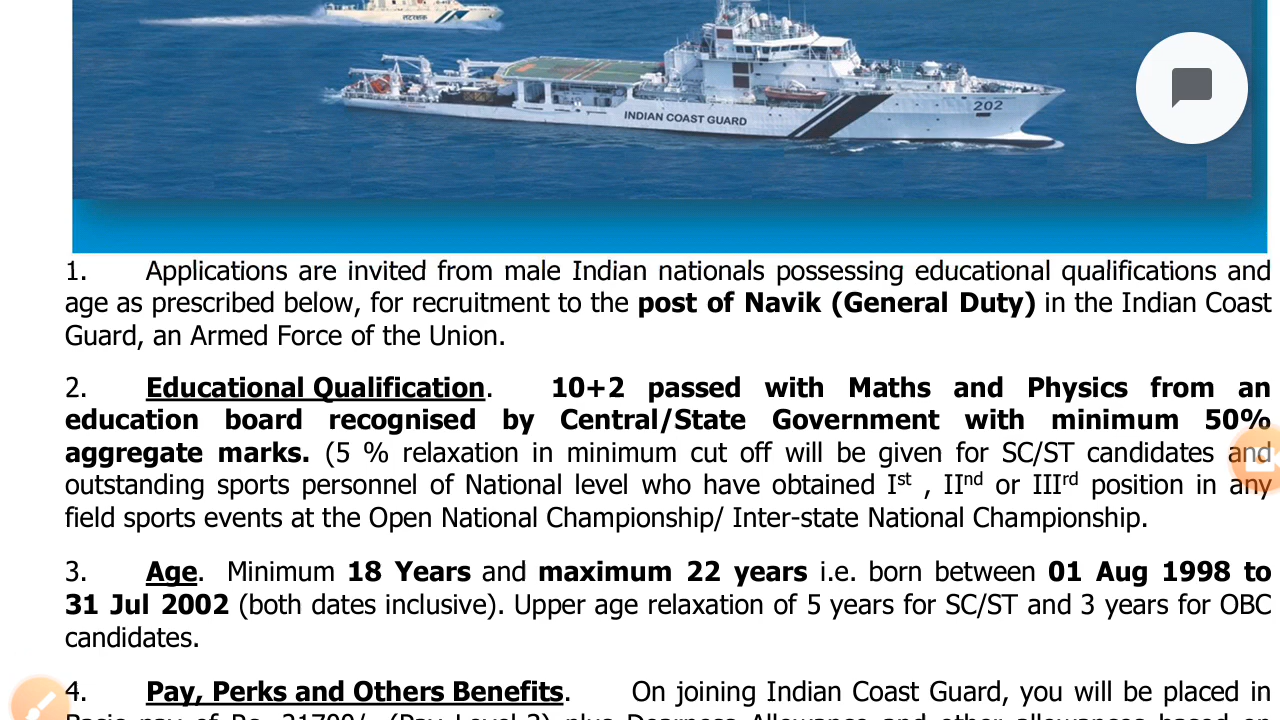 INDIAN COAST GUARD
202
1. Applications are invited from male Indian nationals possessing educational qualifications and
age as prescribed below, for recruitment to the post of Navik (General Duty) in the Indian Coast
Guard, an Armed Force of the Union.
2. Educational Qualification. 10+2 passed with Maths and Physics from an
education board recognised by Central/State Government with minimum 50%
aggregate marks. (5 % relaxation in minimum cut off will be given for SC/ST candidates and
outstanding sports personnel of National level who have obtained Ist , IInd or IIIrd position in any
field sports events at the Open National Championship/ Inter-state National Championship.
3. Age. Minimum 18 Years and maximum 22 years i.e. born between 01 Aug 1998 to
31 Jul 2002 (both dates inclusive). Upper age relaxation of 5 years for SC/ST and 3 years for OBC
candidates.
4. Pay, Perks and Others Benefits. On joining Indian Coast Guard, you will be placed in